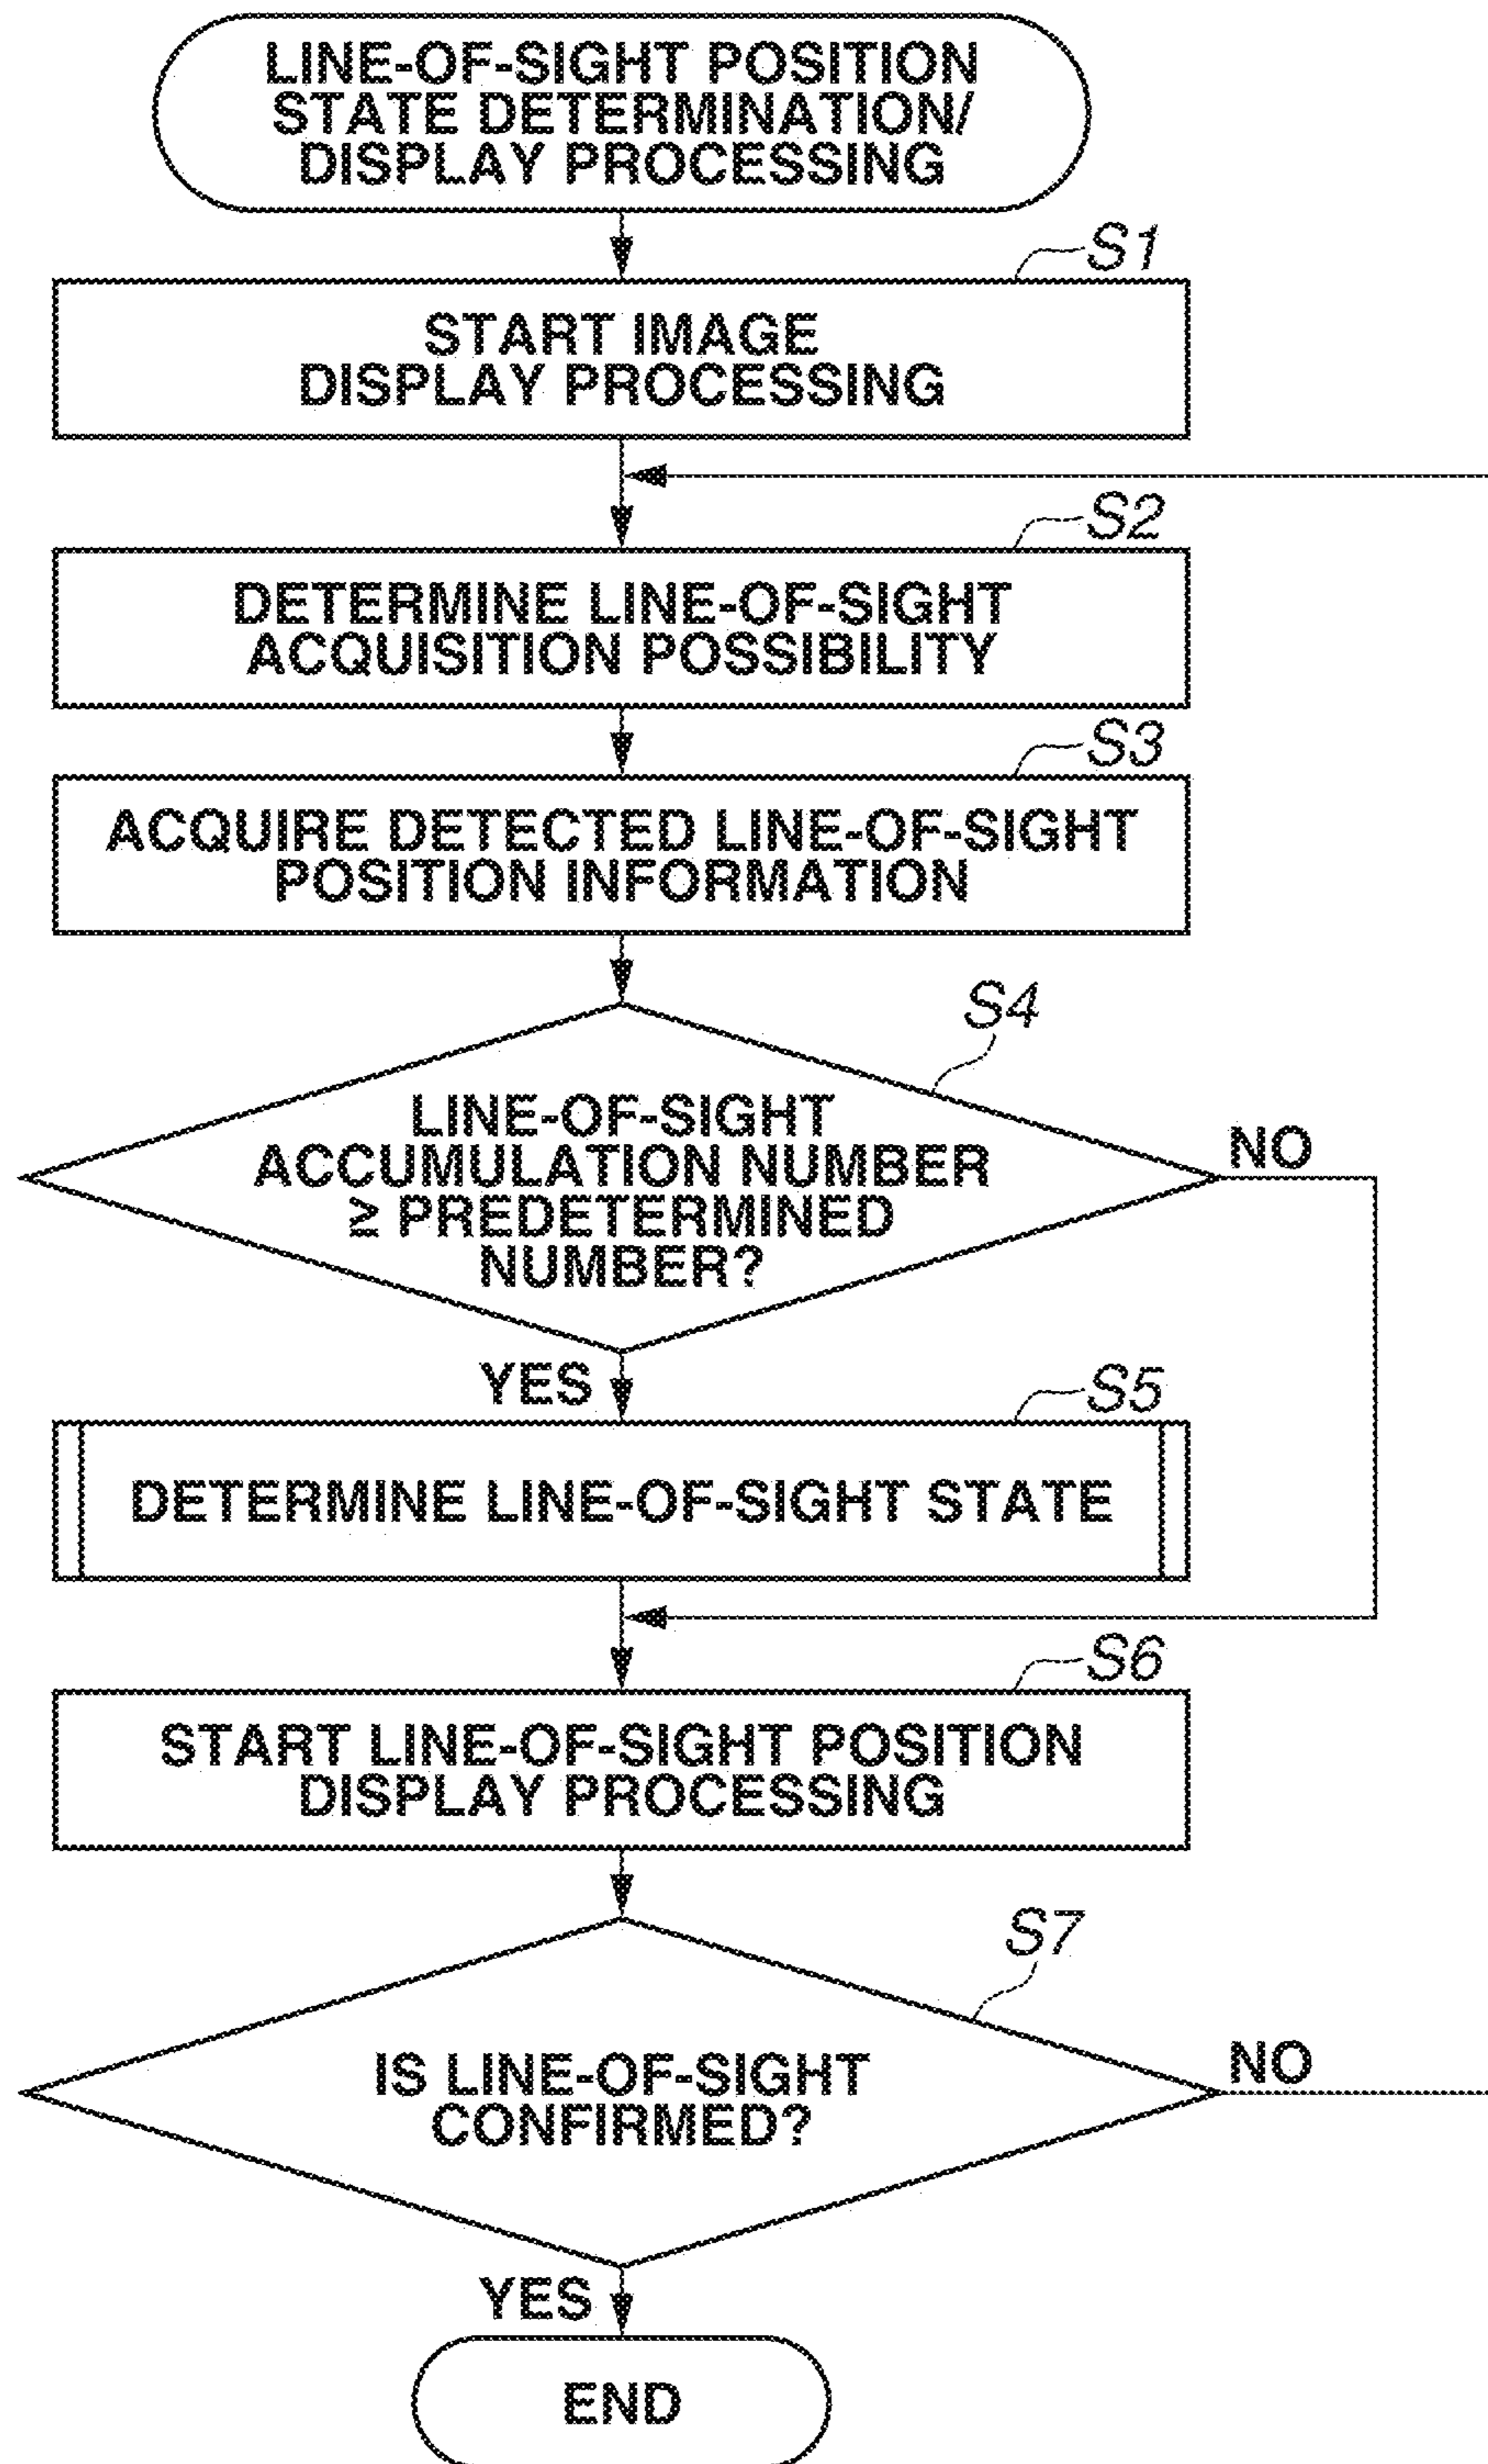 LINE-OF-SIGHT POSITION
STATE DETERMINATION/
DISPLAY PROCESSING
S1
START IMAGE
DISPLAY PROCESSING
S2
DETERMINE LINE-OF-SIGHT
ACQUISITION POSSIBILITY
S3
ACQUIRE DETECTED LINE-OF-SIGHT
POSITION INFORMATION
S4
LINE-OF-SIGHT
ACCUMULATION NUMBER
≥ PREDETERMINED
NUMBER?
NO
YES
S5
DETERMINE LINE-OF-SIGHT STATE
S6
START LINE-OF-SIGHT POSITION
DISPLAY PROCESSING
S7
IS LINE-OF-SIGHT
CONFIRMED?
NO
YES
END